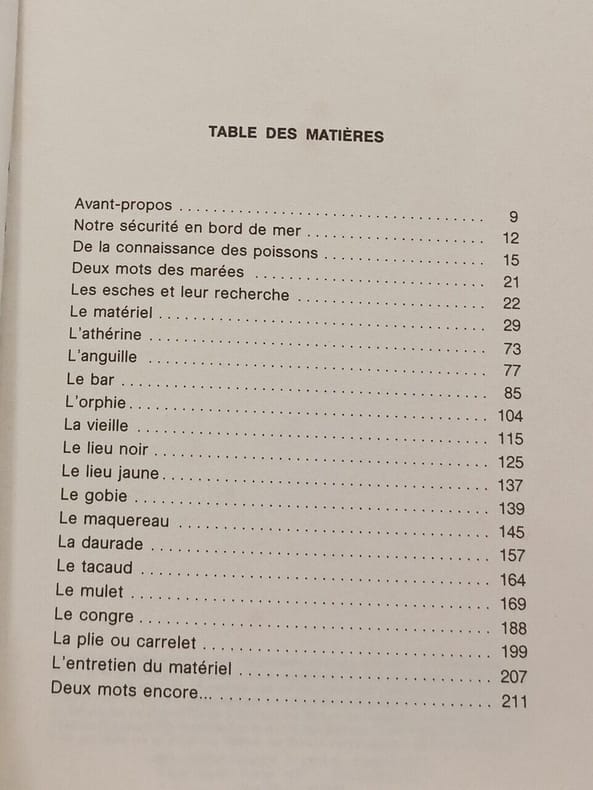 TABLE DES MATIÈRES
Avant-propos . . . . . . . . . . . . . . . . . . . . . . . . . . . . . . . . 9
Notre sécurité en bord de mer . . . . . . . . . . . . . . . . . . . 12
De la connaissance des poissons . . . . . . . . . . . . . . . . . 15
Deux mots des marées . . . . . . . . . . . . . . . . . . . . . . . . 21
Les esches et leur recherche . . . . . . . . . . . . . . . . . . . . 22
Le matériel . . . . . . . . . . . . . . . . . . . . . . . . . . . . . . . . . . 29
L'athérine . . . . . . . . . . . . . . . . . . . . . . . . . . . . . . . . . . . 73
L'anguille . . . . . . . . . . . . . . . . . . . . . . . . . . . . . . . . . . . 77
Le bar . . . . . . . . . . . . . . . . . . . . . . . . . . . . . . . . . . . . . . 85
L'orphie . . . . . . . . . . . . . . . . . . . . . . . . . . . . . . . . . . . . . 104
La vieille . . . . . . . . . . . . . . . . . . . . . . . . . . . . . . . . . . . . 115
Le lieu noir . . . . . . . . . . . . . . . . . . . . . . . . . . . . . . . . . . 125
Le lieu jaune . . . . . . . . . . . . . . . . . . . . . . . . . . . . . . . . . 137
Le gobie . . . . . . . . . . . . . . . . . . . . . . . . . . . . . . . . . . . . 139
Le maquereau . . . . . . . . . . . . . . . . . . . . . . . . . . . . . . . . 145
La daurade . . . . . . . . . . . . . . . . . . . . . . . . . . . . . . . . . . 157
Le tacaud . . . . . . . . . . . . . . . . . . . . . . . . . . . . . . . . . . . 164
Le mulet . . . . . . . . . . . . . . . . . . . . . . . . . . . . . . . . . . . . 169
Le congre . . . . . . . . . . . . . . . . . . . . . . . . . . . . . . . . . . . 188
La plie ou carrelet . . . . . . . . . . . . . . . . . . . . . . . . . . . . . 199
L'entretien du matériel . . . . . . . . . . . . . . . . . . . . . . . . . . 207
Deux mots encore... . . . . . . . . . . . . . . . . . . . . . . . . . . . . 211